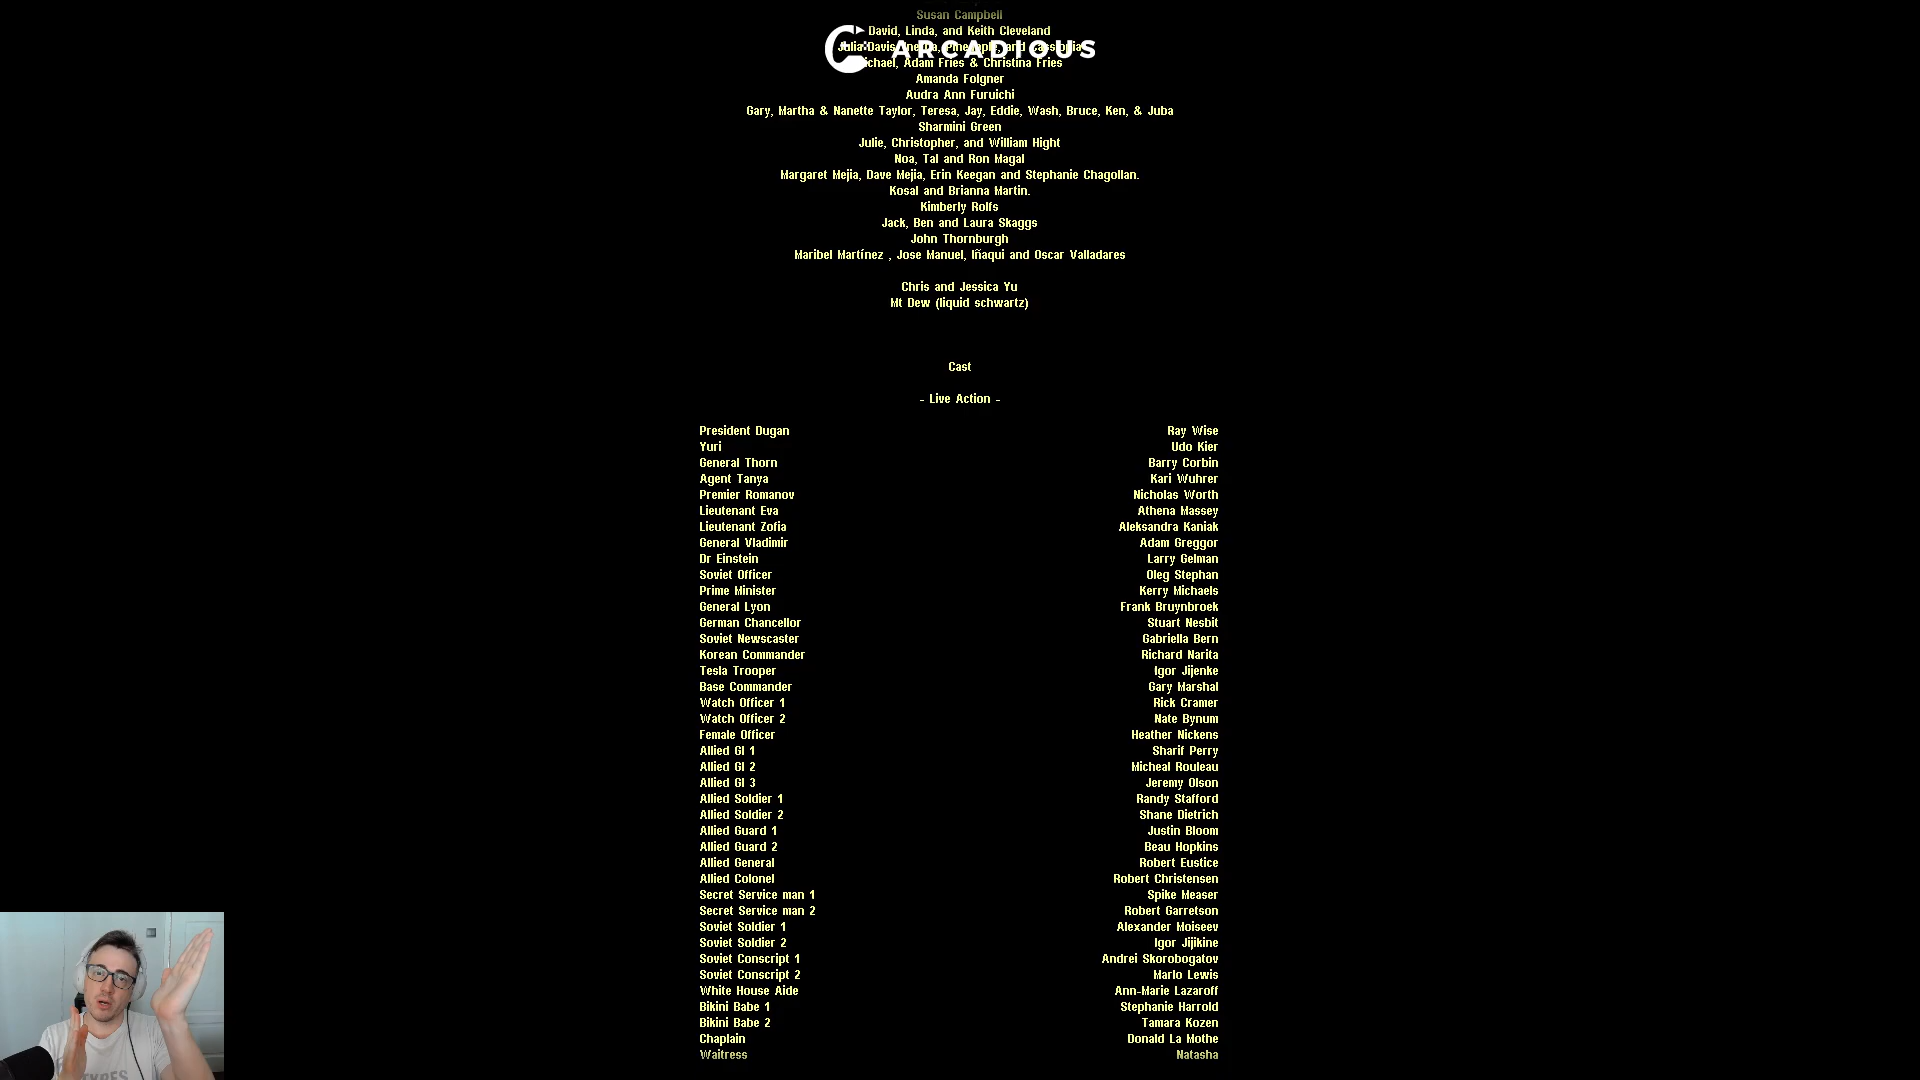 Susan Campbell
David, Linda, and Keith Cleveland
ARCADIOUS
Julia Davis, and
Michael, Adam Fries & Christina Fries
Amanda Folgner
Audra Ann Furuichi
Gary, Martha & Nanette Taylor, Teresa, Jay, Eddie, Wash, Bruce, Ken, & Juba
Sharmini Green
Julie, Christopher, and William Hight
Noa, Tal and Ron Magal
Margaret Mejia, Dave Mejia, Erin Keegan and Stephanie Chagollan.
Kosal and Brianna Martin.
Kimberly Rolfs
Jack, Ben and Laura Skaggs
John Thornburgh
Maribel Martínez , Jose Manuel, Iñaqui and Oscar Valladares
Chris and Jessica Yu
Mt Dew (liquid schwartz)
Cast
- Live Action -
President Dugan Ray Wise
Yuri Udo Kier
General Thorn Barry Corbin
Agent Tanya Kari Wuhrer
Premier Romanov Nicholas Worth
Lieutenant Eva Athena Massey
Lieutenant Zofia Aleksandra Kaniak
General Vladimir Adam Greggor
Dr Einstein Larry Gelman
Soviet Officer Oleg Stephan
Prime Minister Kerry Michaels
General Lyon Frank Bruynbroek
German Chancellor Stuart Nesbit
Soviet Newscaster Gabriella Bern
Korean Commander Richard Narita
Tesla Trooper Igor Jijenke
Base Commander Gary Marshal
Watch Officer 1 Rick Cramer
Watch Officer 2 Nate Bynum
Female Officer Heather Nickens
Allied GI 1 Sharif Perry
Allied GI 2 Micheal Rouleau
Allied GI 3 Jeremy Olson
Allied Soldier 1 Randy Stafford
Allied Soldier 2 Shane Dietrich
Allied Guard 1 Justin Bloom
Allied Guard 2 Beau Hopkins
Allied General Robert Eustice
Allied Colonel Robert Christensen
Secret Service man 1 Spike Measer
Secret Service man 2 Robert Garretson
Soviet Soldier 1 Alexander Moiseev
Soviet Soldier 2 Igor Jijikine
Soviet Conscript 1 Andrei Skorobogatov
Soviet Conscript 2 Marlo Lewis
White House Aide Ann-Marie Lazaroff
Bikini Babe 1 Stephanie Harrold
Bikini Babe 2 Tamara Kozen
Chaplain Donald La Mothe
Waitress Natasha